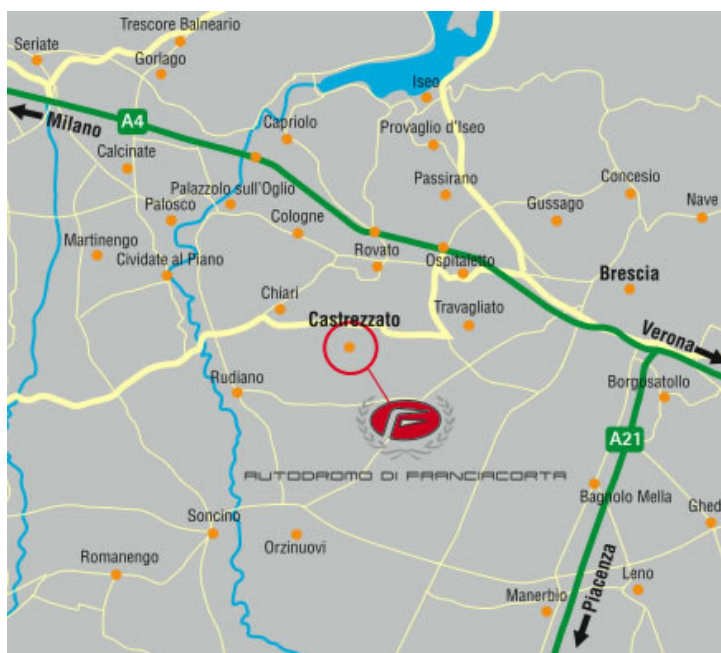 Trescore Balneario
Seriate
Gorlago
Iseo
A4
Milano
Capriolo
Provaglio d'Iseo
Calcinate
Concesio
Palazzolo sull'Oglio
Passirano
Nave
Palosco
Gussago
Cologne
Martinengo
Rovato
Cividate al Piano
Ospitaletto
Brescia
Chiari
Castrezzato
Travagliato
Verona
Rudiano
Borgosatollo
A21
AUTODROMO DI FRANCIACORTA
Bagnolo Mella
Ghed
Soncino
Orzinuovi
Romanengo
Leno
Manerbio
Piacenza